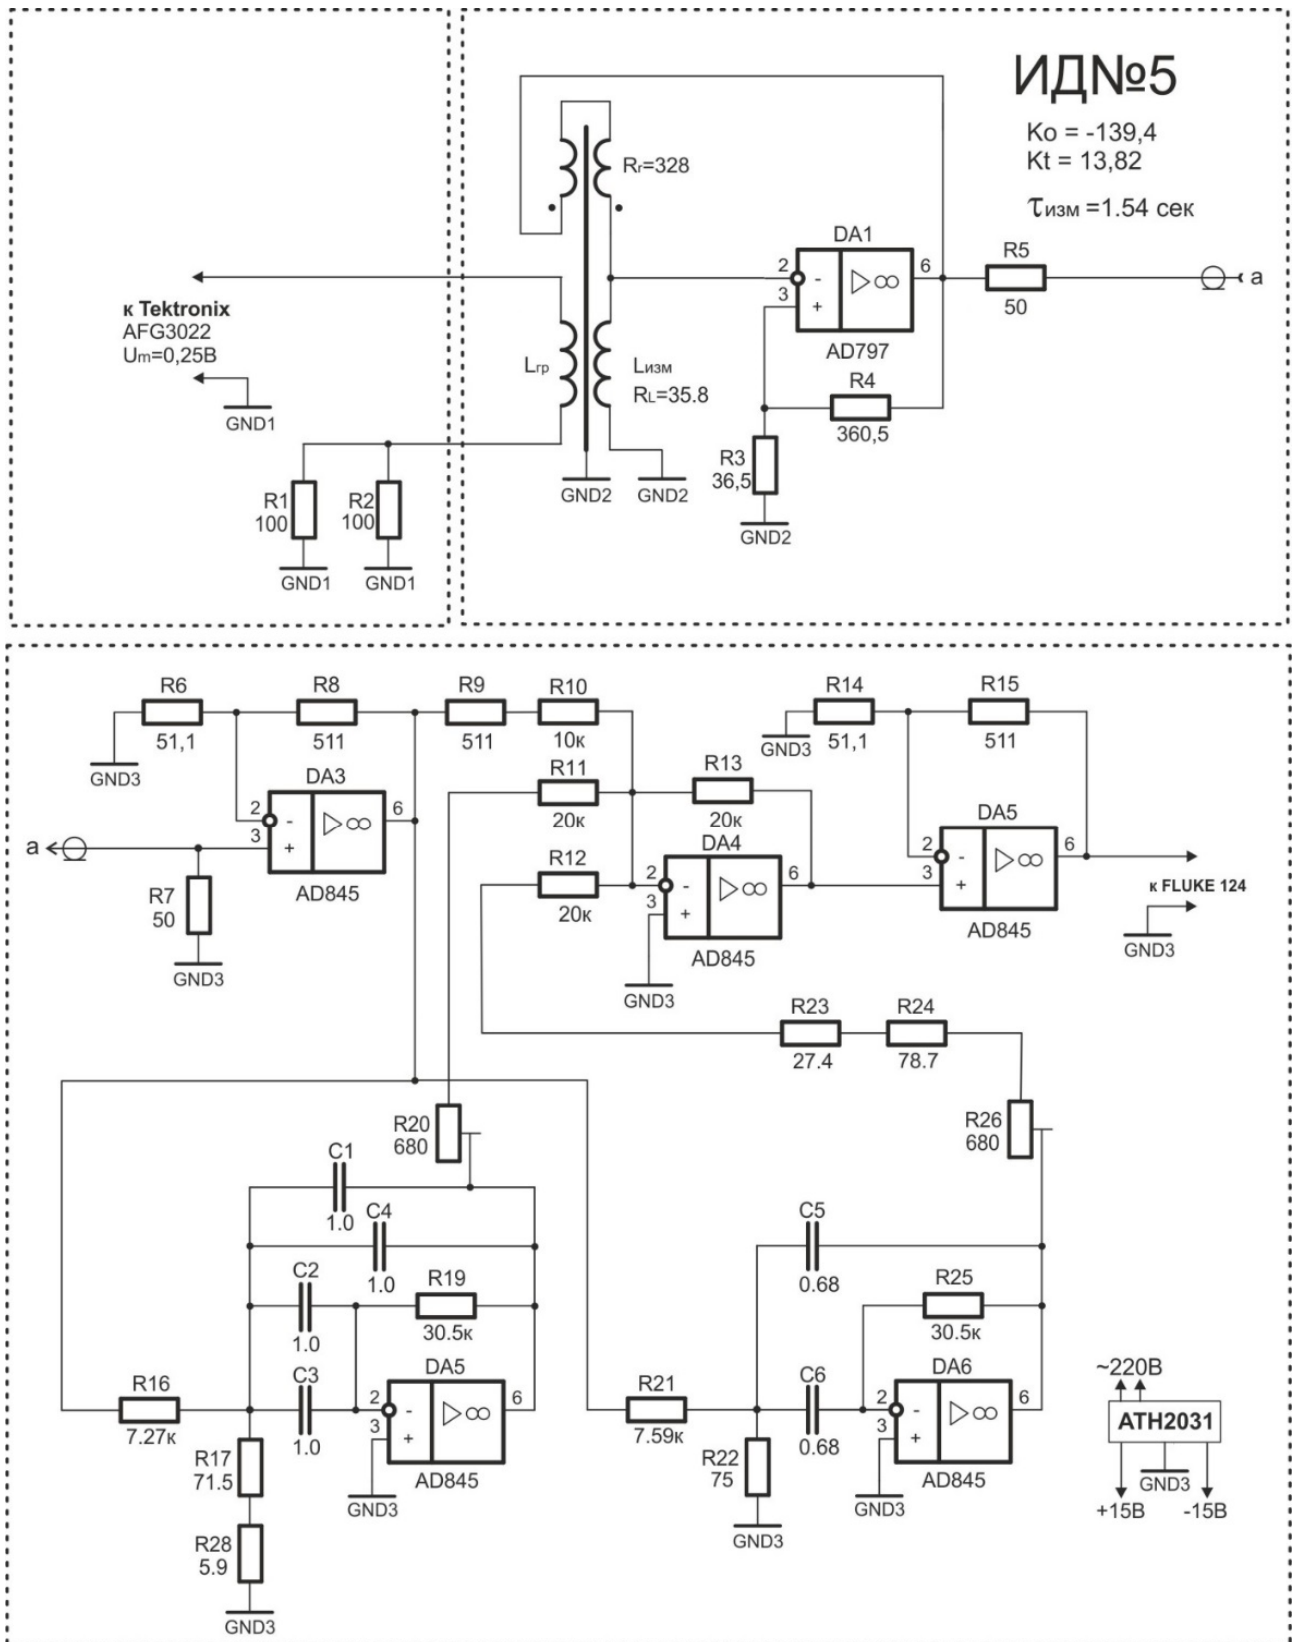 ИД№5
Ko = -139,4
Kt = 13,82
τизм =1.54 сек
Rг=328
DA1
2
-
▷∞
6
3
+
AD797
R5
50
a
к Tektronix
AFG3022
Um=0,25В
GND1
Lгр
Lизм
RL=35.8
R4
360,5
R3
36,5
GND2
GND2
GND2
R1
100
R2
100
GND1
GND1
R6
51,1
R8
511
R9
511
R10
10к
R14
51,1
R15
511
GND3
GND3
DA3
2
-
▷∞
6
3
+
AD845
R11
20к
R13
20к
a
R7
50
GND3
R12
20к
DA4
2
-
▷∞
6
3
+
AD845
GND3
DA5
2
-
▷∞
6
3
+
AD845
к FLUKE 124
GND3
R23
27.4
R24
78.7
R20
680
R26
680
C1
1.0
C4
1.0
C2
1.0
R19
30.5к
C3
1.0
DA5
2
-
▷∞
6
3
+
AD845
GND3
R16
7.27к
R17
71.5
R28
5.9
GND3
C5
0.68
R25
30.5к
R21
7.59к
C6
0.68
DA6
2
-
▷∞
6
3
+
AD845
GND3
R22
75
GND3
~220В
ATH2031
GND3
+15В
-15В